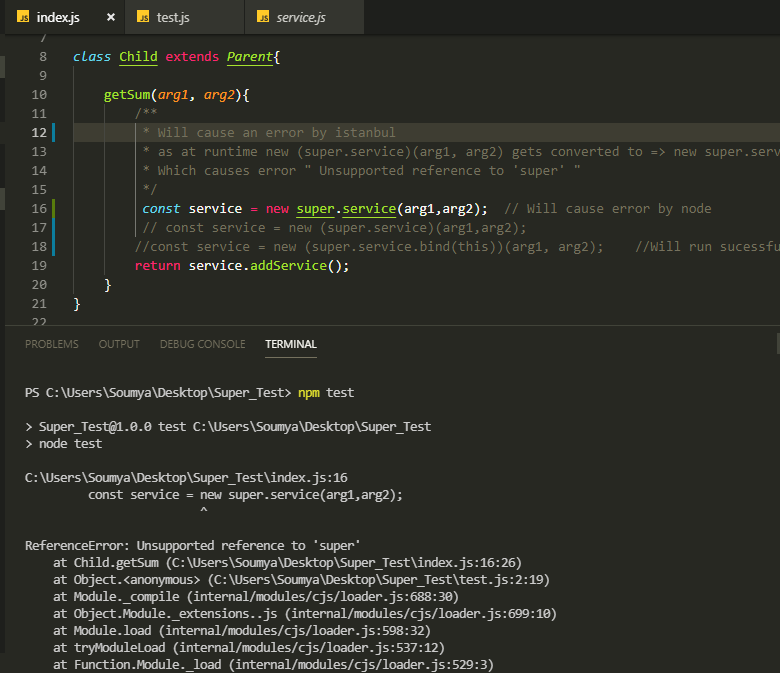 index.js × test.js service.js
7
8 class Child extends Parent{
9
10 getSum(arg1, arg2){
11 /**
12 * Will cause an error by istanbul
13 * as at runtime new (super.service)(arg1, arg2) gets converted to => new super.serv
14 * Which causes error " Unsupported reference to 'super' "
15 */
16 const service = new super.service(arg1,arg2); // Will cause error by node
17 // const service = new (super.service)(arg1,arg2);
18 //const service = new (super.service.bind(this))(arg1, arg2); //Will run sucessfu
19 return service.addService();
20 }
21 }
22
PROBLEMS OUTPUT DEBUG CONSOLE TERMINAL
PS C:\Users\Soumya\Desktop\Super_Test> npm test
> Super_Test@1.0.0 test C:\Users\Soumya\Desktop\Super_Test
> node test
C:\Users\Soumya\Desktop\Super_Test\index.js:16
const service = new super.service(arg1,arg2);
^
ReferenceError: Unsupported reference to 'super'
at Child.getSum (C:\Users\Soumya\Desktop\Super_Test\index.js:16:26)
at Object.<anonymous> (C:\Users\Soumya\Desktop\Super_Test\test.js:2:19)
at Module._compile (internal/modules/cjs/loader.js:688:30)
at Object.Module._extensions..js (internal/modules/cjs/loader.js:699:10)
at Module.load (internal/modules/cjs/loader.js:598:32)
at tryModuleLoad (internal/modules/cjs/loader.js:537:12)
at Function.Module._load (internal/modules/cjs/loader.js:529:3)